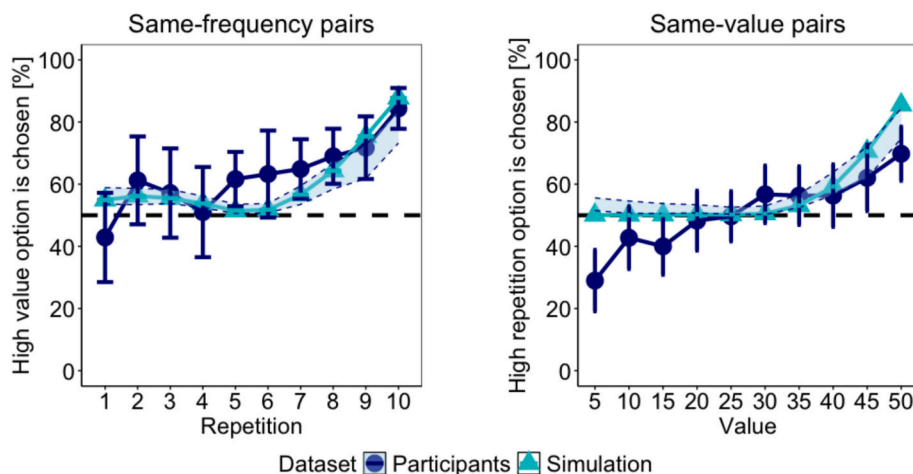 Same-frequency pairs
High value option is chosen [%]
100
80
60
40
20
0
1 2 3 4 5 6 7 8 9 10
Repetition
Same-value pairs
High repetition option is chosen [%]
100
80
60
40
20
0
5 10 15 20 25 30 35 40 45 50
Value
Dataset Participants Simulation